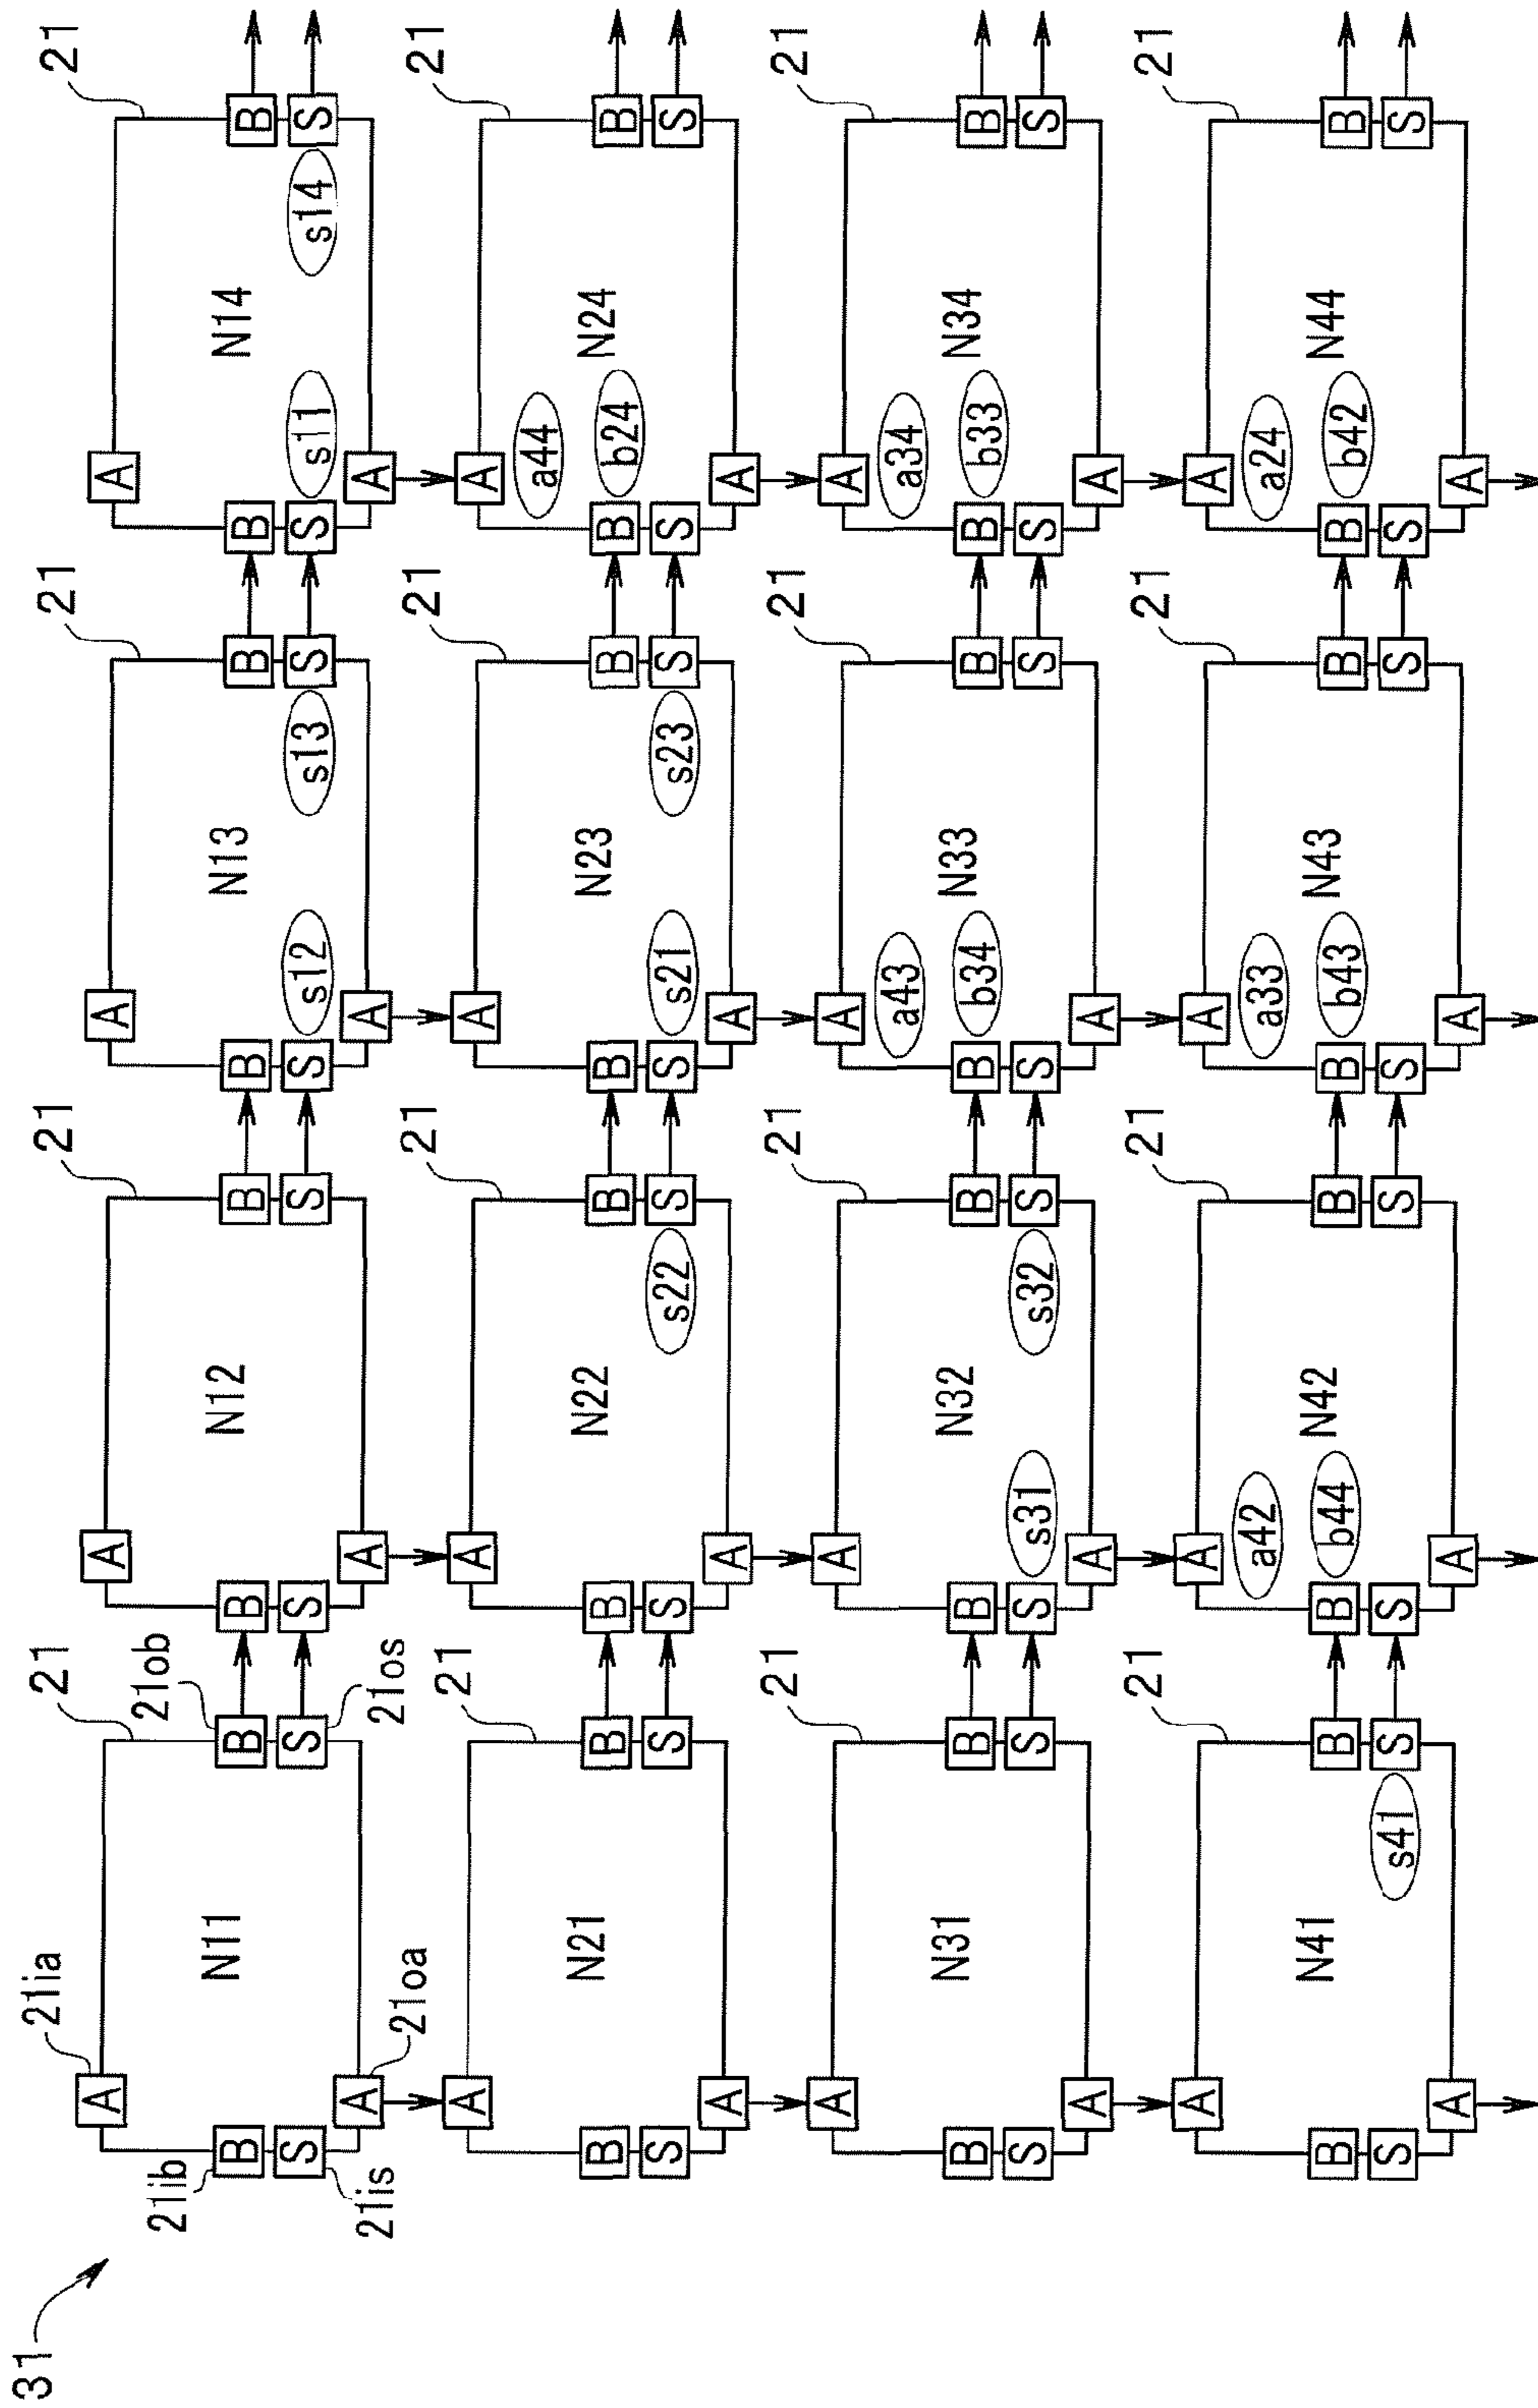 31
21ia 21 21 21 21
A A A A
21ib B B 21ob B B B B B B
N11 N12 N13 N14
21is S S 21os S S S s12 s13 S S s11 s14 S
A 21oa A A A
21 21 21 21
A A A A
a44
B B B B B B B b24 B
N21 N22 N23 N24
S S S s22 S S s21 s23 S S S
A A A A
21 21 21 21
A A A A
a43 a34
B B B B B b34 B B b33 B
N31 N32 N33 N34
S S S s31 s32 S S S S S
A A A A
21 21 21 21
A A A A
a42 a33 a24
B B B b44 B B b43 B B b42 B
N41 N42 N43 N44
S s41 S S S S S S S
A A A A